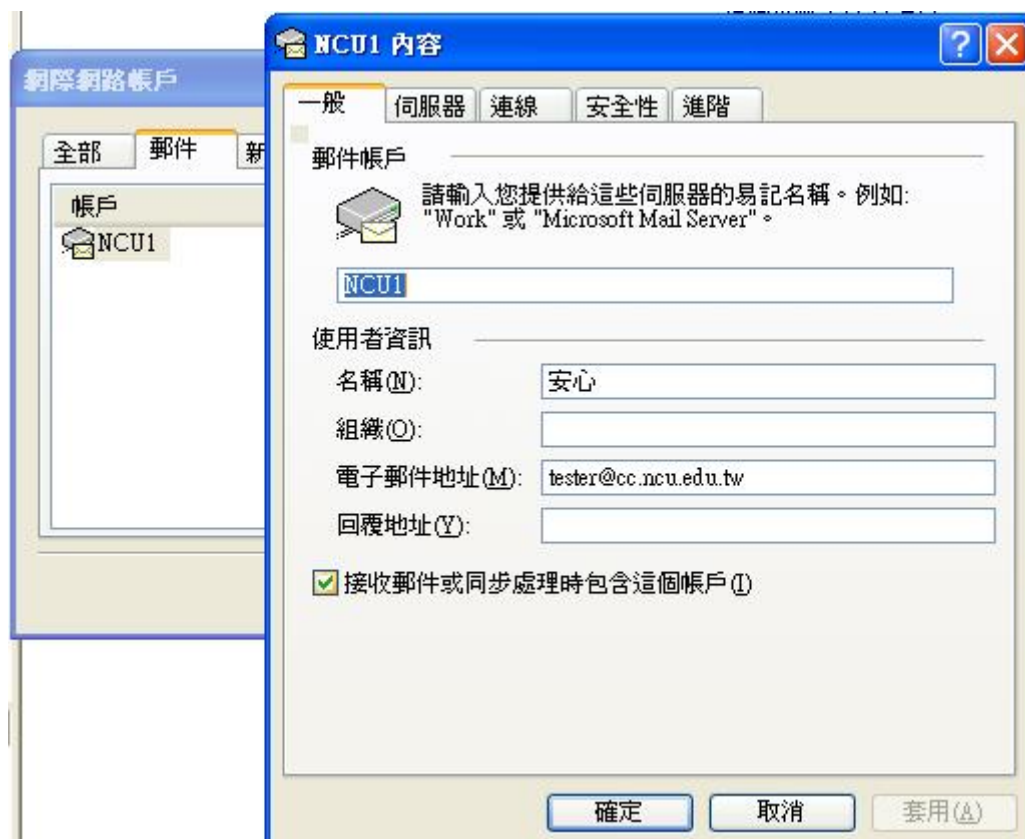 網際網路帳戶
全部 郵件 新
帳戶
NCU1
NCU1 內容
一般 伺服器 連線 安全性 進階
郵件帳戶
請輸入您提供給這些伺服器的易記名稱。例如:
"Work" 或 "Microsoft Mail Server"。
NCU1
使用者資訊
名稱(N): 安心
組織(O):
電子郵件地址(M): tester@cc.ncu.edu.tw
回覆地址(Y):
接收郵件或同步處理時包含這個帳戶(I)
確定 取消 套用(A)